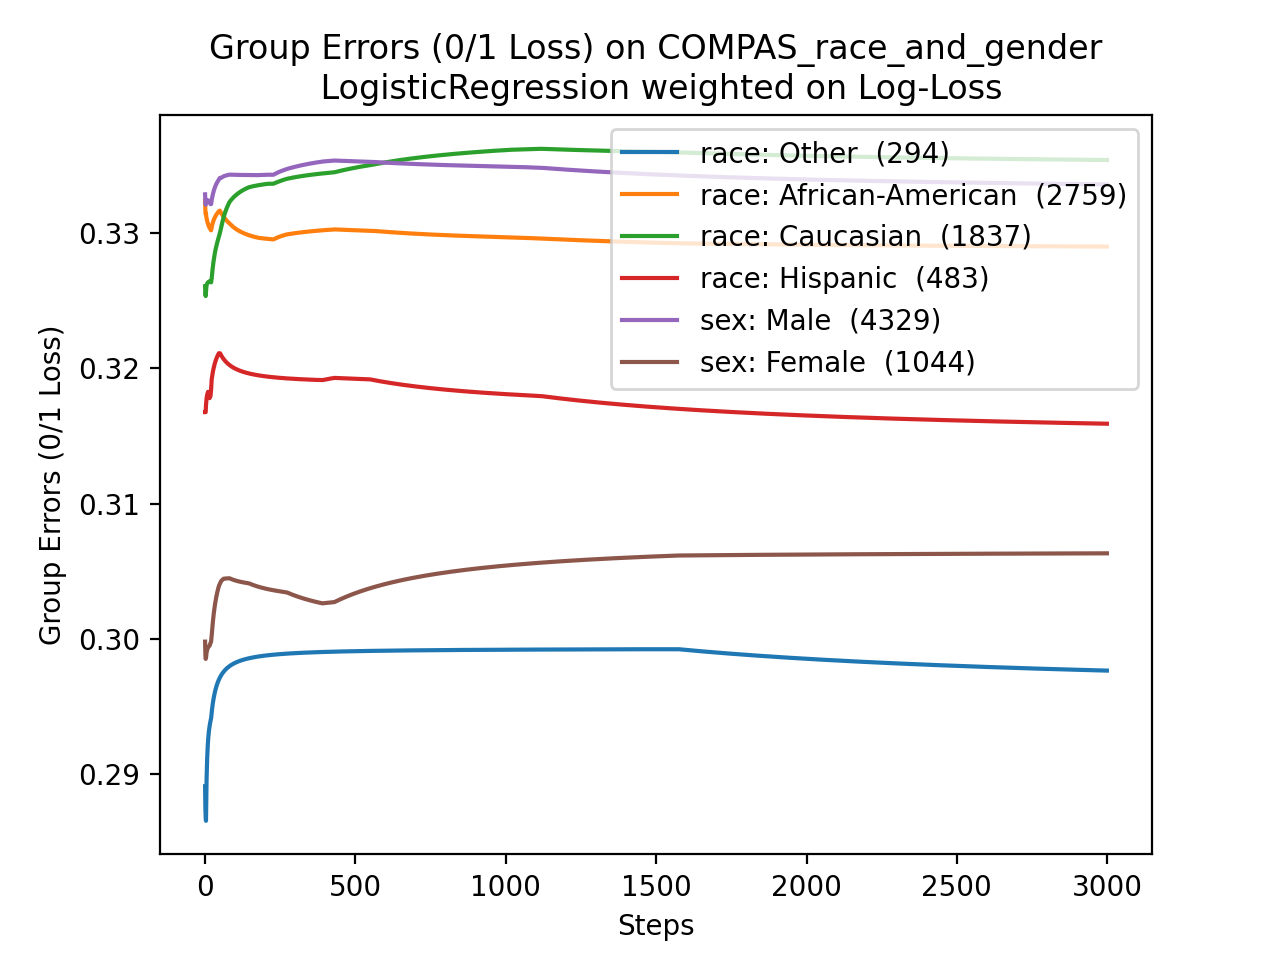 Group Errors (0/1 Loss) on COMPAS_race_and_gender
LogisticRegression weighted on Log-Loss
race: Other (294)
race: African-American (2759)
race: Caucasian (1837)
race: Hispanic (483)
sex: Male (4329)
sex: Female (1044)
Group Errors (0/1 Loss)
0.33
0.32
0.31
0.30
0.29
0 500 1000 1500 2000 2500 3000
Steps